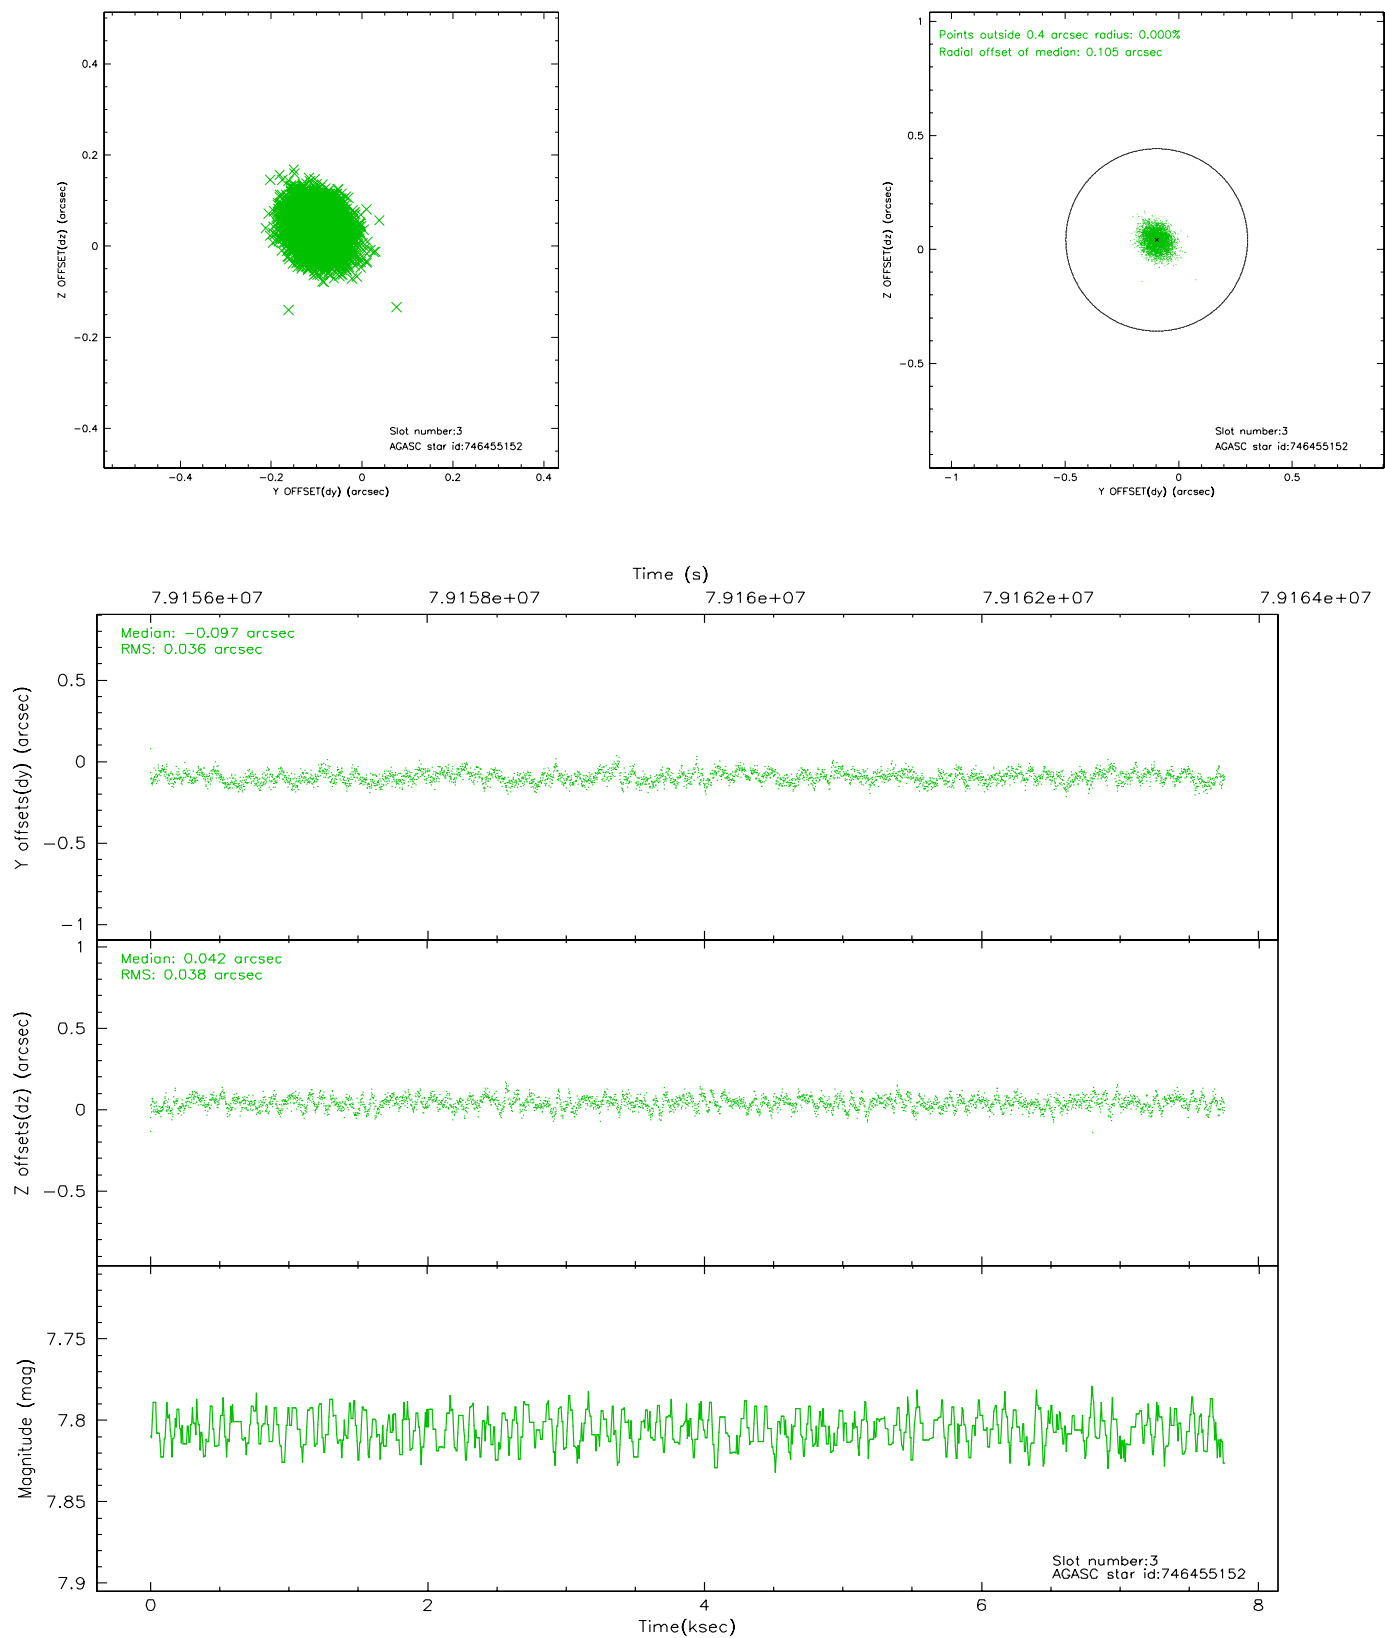 0.4
0.2
0
-0.2
-0.4
Z OFFSET(dz) (arcsec)
Slot number:3
AGASC star id:746455152
-0.4
-0.2
0
0.2
0.4
Y OFFSET(dy) (arcsec)
Points outside 0.4 arcsec radius: 0.000%
Radial offset of median: 0.105 arcsec
1
0.5
0
-0.5
Z OFFSET(dz) (arcsec)
Slot number:3
AGASC star id:746455152
-1
-0.5
0
0.5
Y OFFSET(dy) (arcsec)
Time (s)
7.9156e+07
7.9158e+07
7.916e+07
7.9162e+07
7.9164e+07
Median: -0.097 arcsec
RMS: 0.036 arcsec
0.5
0
-0.5
-1
Y offsets(dy) (arcsec)
Median: 0.042 arcsec
RMS: 0.038 arcsec
1
0.5
0
-0.5
Z offsets(dz) (arcsec)
7.75
7.8
7.85
7.9
Magnitude (mag)
Slot number:3
AGASC star id:746455152
0
2
4
6
8
Time(ksec)